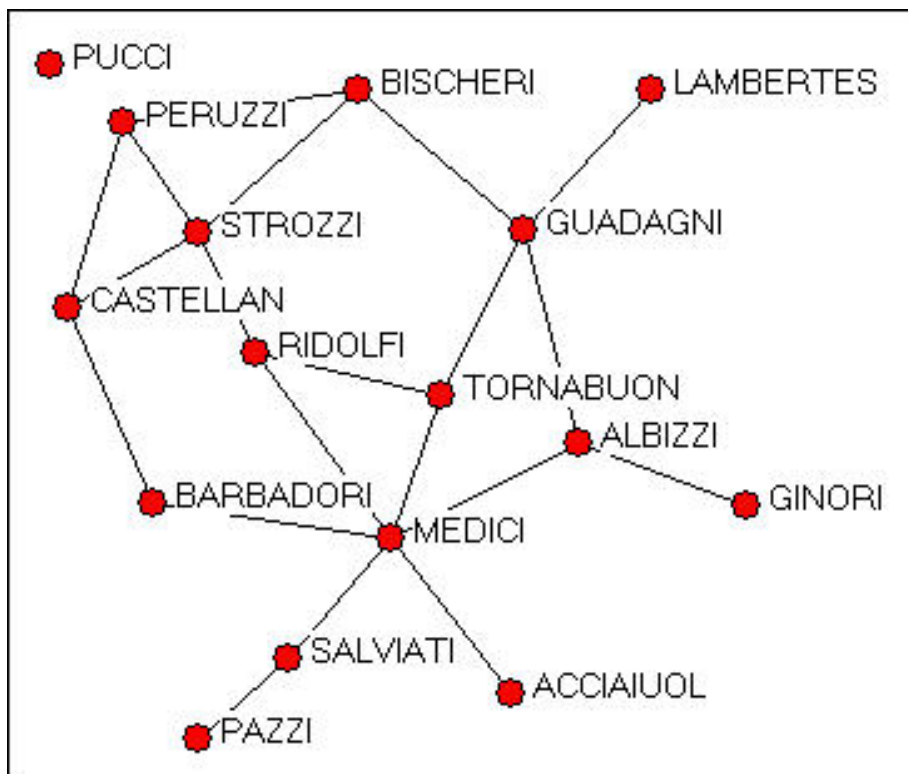 PUCCI
BISCHERI
LAMBERTES
PERUZZI
STROZZI
GUADAGNI
CASTELLAN
RIDOLFI
TORNABUON
ALBIZZI
BARBADORI
GINORI
MEDICI
SALVIATI
ACCIAIUOL
PAZZI